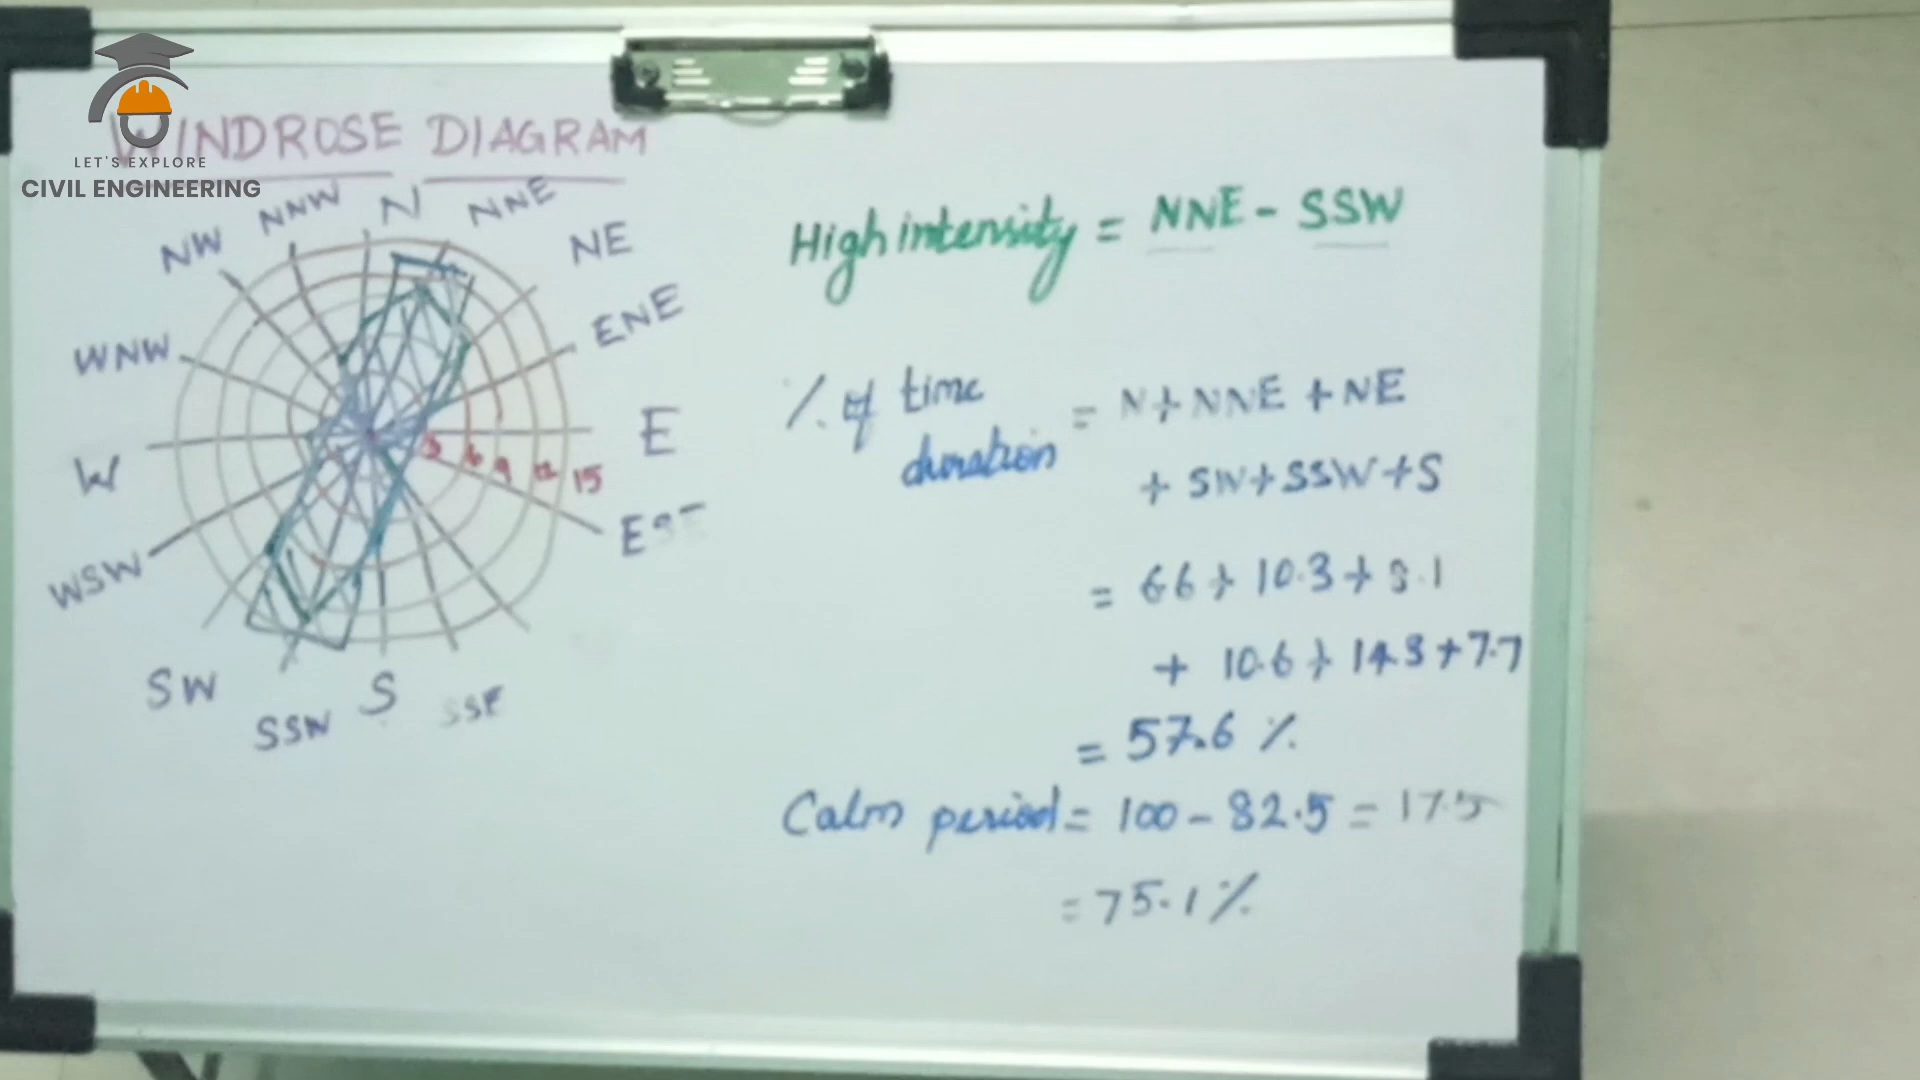 LET'S EXPLORE
CIVIL ENGINEERING
WINDROSE DIAGRAM
NNW N NNE
NW NE
WNW ENE
W E
3 6 9 12 15
WSW
SW S
SSW SSE
High intensity = NNE - SSW
% of time duration = N + NNE + NE
+ SW + SSW + S
= 66 + 10.3 + 8.1
+ 10.6 + 14.3 + 7.7
= 57.6 %
Calm period = 100 - 82.5 = 17.5
= 75.1 %